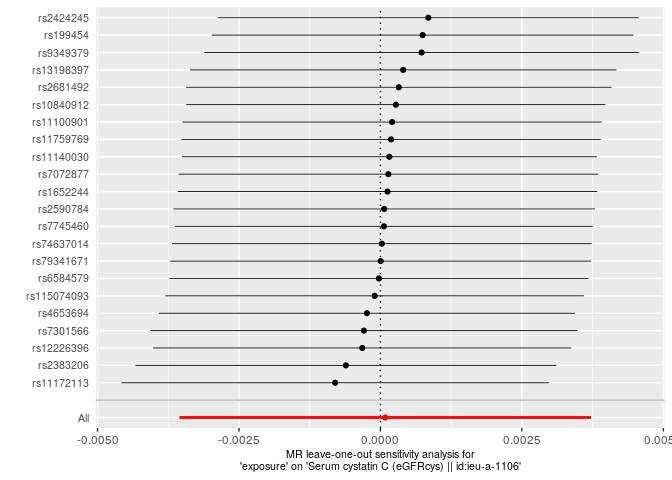 rs2424245
rs199454
rs9349379
rs13198397
rs2681492
rs10840912
rs11100901
rs11759769
rs11140030
rs7072877
rs1652244
rs2590784
rs7745460
rs74637014
rs79341671
rs6584579
rs115074093
rs4653694
rs7301566
rs12226396
rs2383206
rs11172113
All
-0.0050 -0.0025 0.0000 0.0025 0.005
MR leave-one-out sensitivity analysis for
'exposure' on 'Serum cystatin C (eGFRcys) || id:ieu-a-1106'